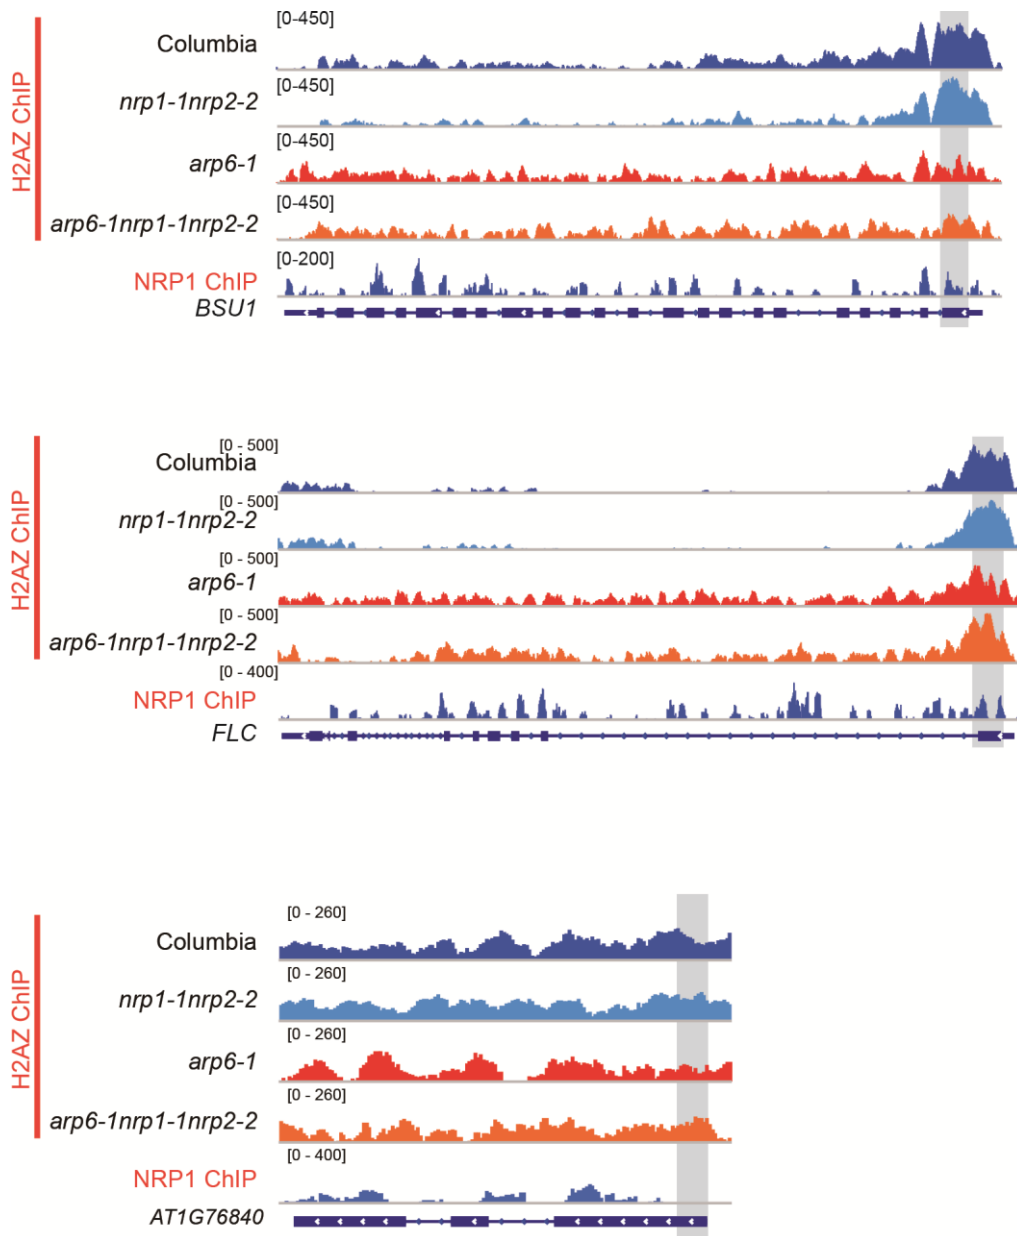 [0-450]
Columbia
[0-450]
nrp1-1nrp2-2
[0-450]
arp6-1
[0-450]
arp6-1nrp1-1nrp2-2
H2AZ ChIP
[0-200]
NRP1 ChIP
BSU1
[0 - 500]
Columbia
[0 - 500]
nrp1-1nrp2-2
[0 - 500]
arp6-1
[0 - 500]
arp6-1nrp1-1nrp2-2
H2AZ ChIP
[0 - 400]
NRP1 ChIP
FLC
[0 - 260]
Columbia
[0 - 260]
nrp1-1nrp2-2
[0 - 260]
arp6-1
[0 - 260]
arp6-1nrp1-1nrp2-2
H2AZ ChIP
[0 - 400]
NRP1 ChIP
AT1G76840